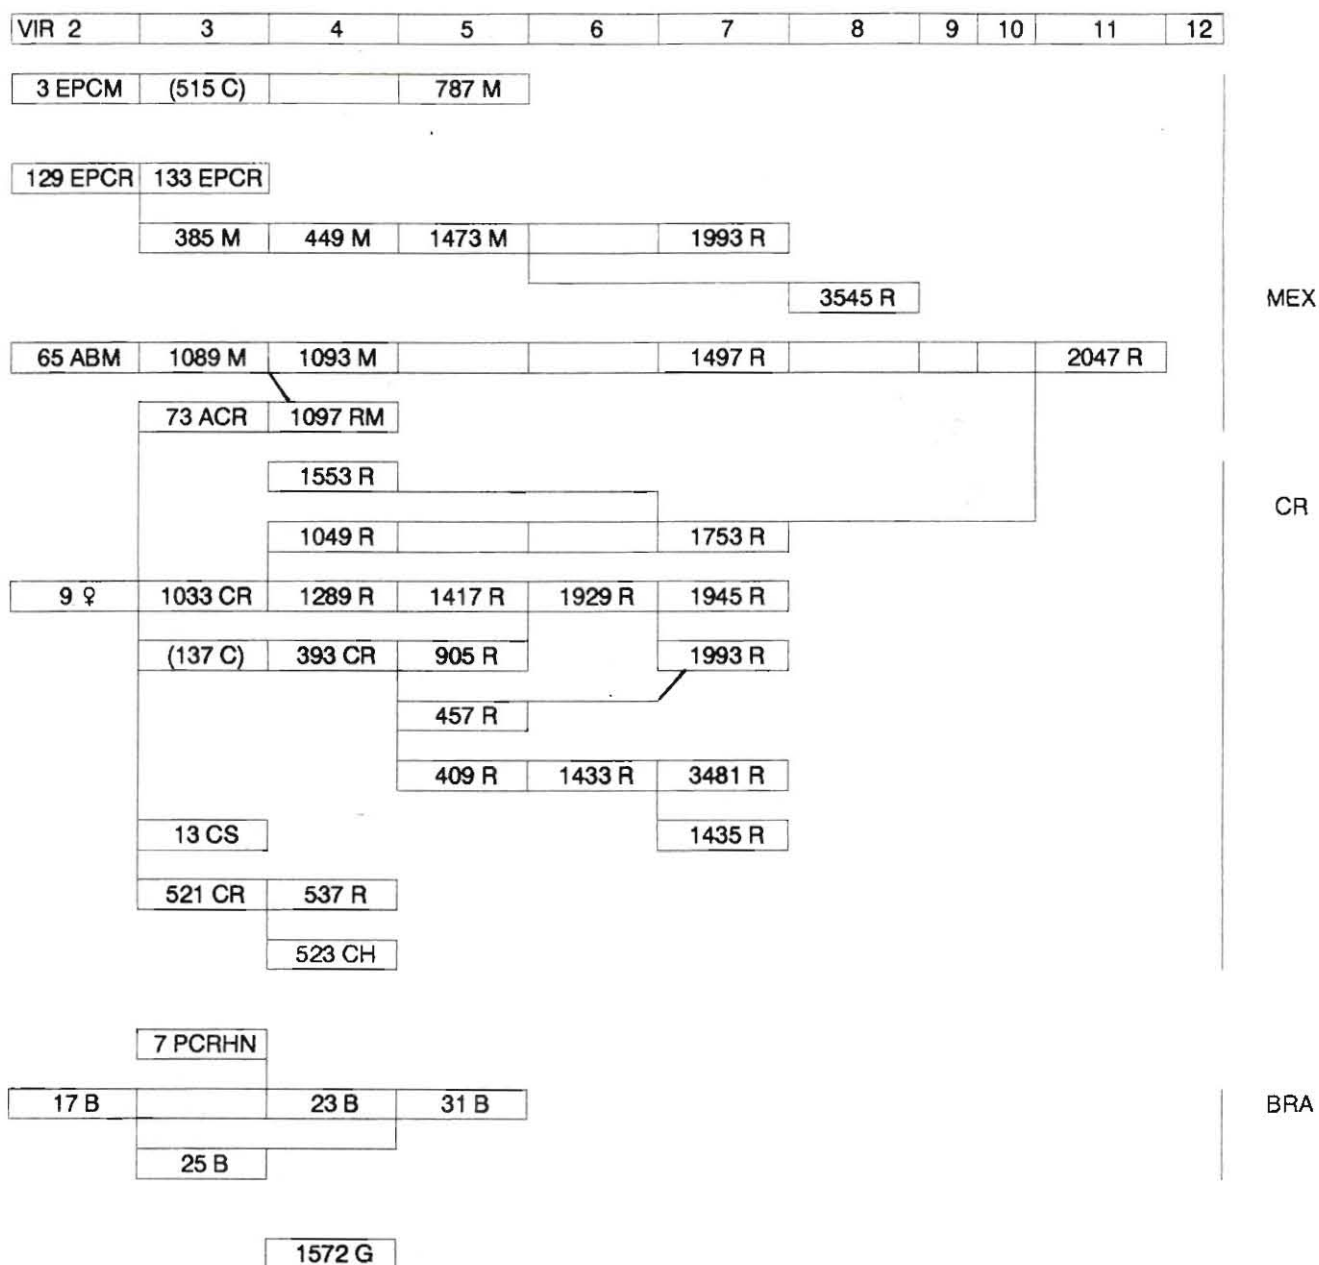 VIR 2 3 4 5 6 7 8 9 10 11 12
3 EPCM (515 C) 787 M
129 EPCR 133 EPCR
385 M 449 M 1473 M 1993 R
3545 R MEX
65 ABM 1089 M 1093 M 1497 R 2047 R
73 ACR 1097 RM
1553 R
CR
1049 R 1753 R
9 ♀ 1033 CR 1289 R 1417 R 1929 R 1945 R
(137 C) 393 CR 905 R 1993 R
457 R
409 R 1433 R 3481 R
13 CS 1435 R
521 CR 537 R
523 CH
7 PCRHN
17 B 23 B 31 B BRA
25 B
1572 G